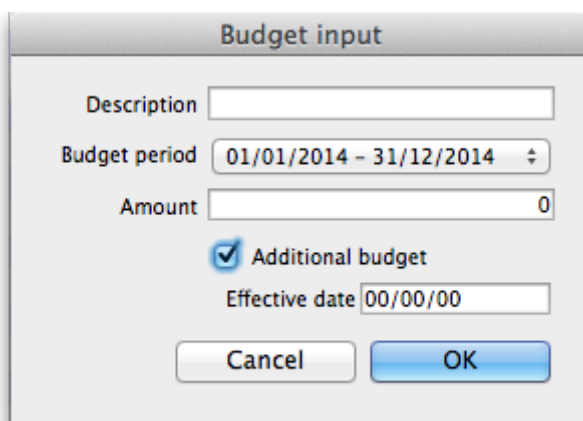 Budget input
Description
Budget period 01/01/2014 – 31/12/2014
Amount 0
Additional budget
Effective date 00/00/00
Cancel OK